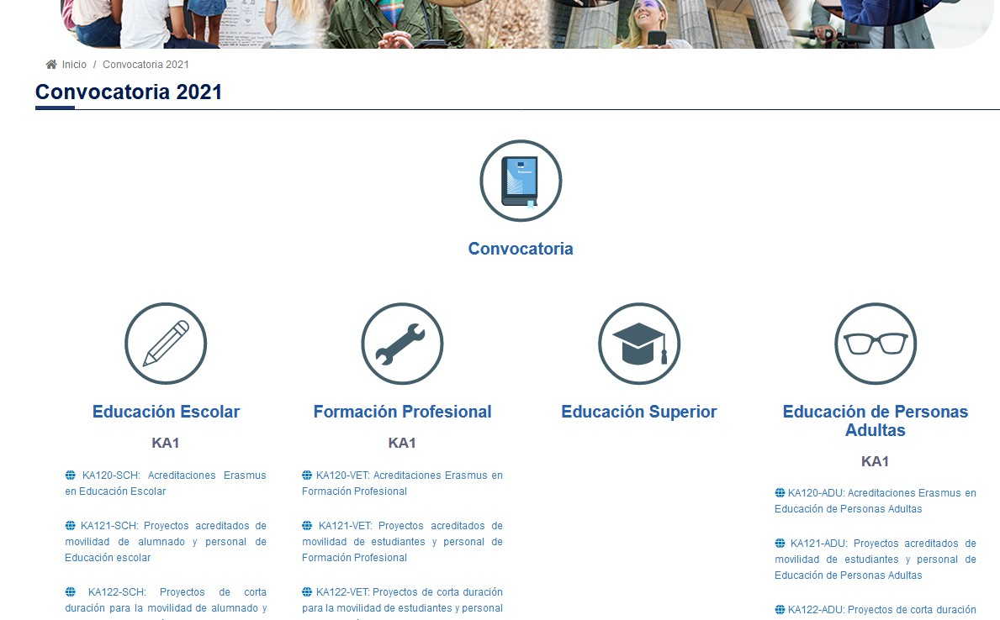 Inicio / Convocatoria 2021
Convocatoria 2021
Convocatoria
Educación Escolar
KA1
KA120-SCH: Acreditaciones Erasmus
en Educación Escolar
KA121-SCH: Proyectos acreditados de
movilidad de alumnado y personal de
Educación escolar
KA122-SCH: Proyectos de corta
duración para la movilidad de alumnado y
Formación Profesional
KA1
KA120-VET: Acreditaciones Erasmus en
Formación Profesional
KA121-VET: Proyectos acreditados de
movilidad de estudiantes y personal de
Formación Profesional
KA122-VET: Proyectos de corta duración
para la movilidad de estudiantes y personal
Educación Superior
Educación de Personas
Adultas
KA1
KA120-ADU: Acreditaciones Erasmus en
Educación de Personas Adultas
KA121-ADU: Proyectos acreditados de
movilidad de estudiantes y personal de
Educación de Personas Adultas
KA122-ADU: Proyectos de corta duración